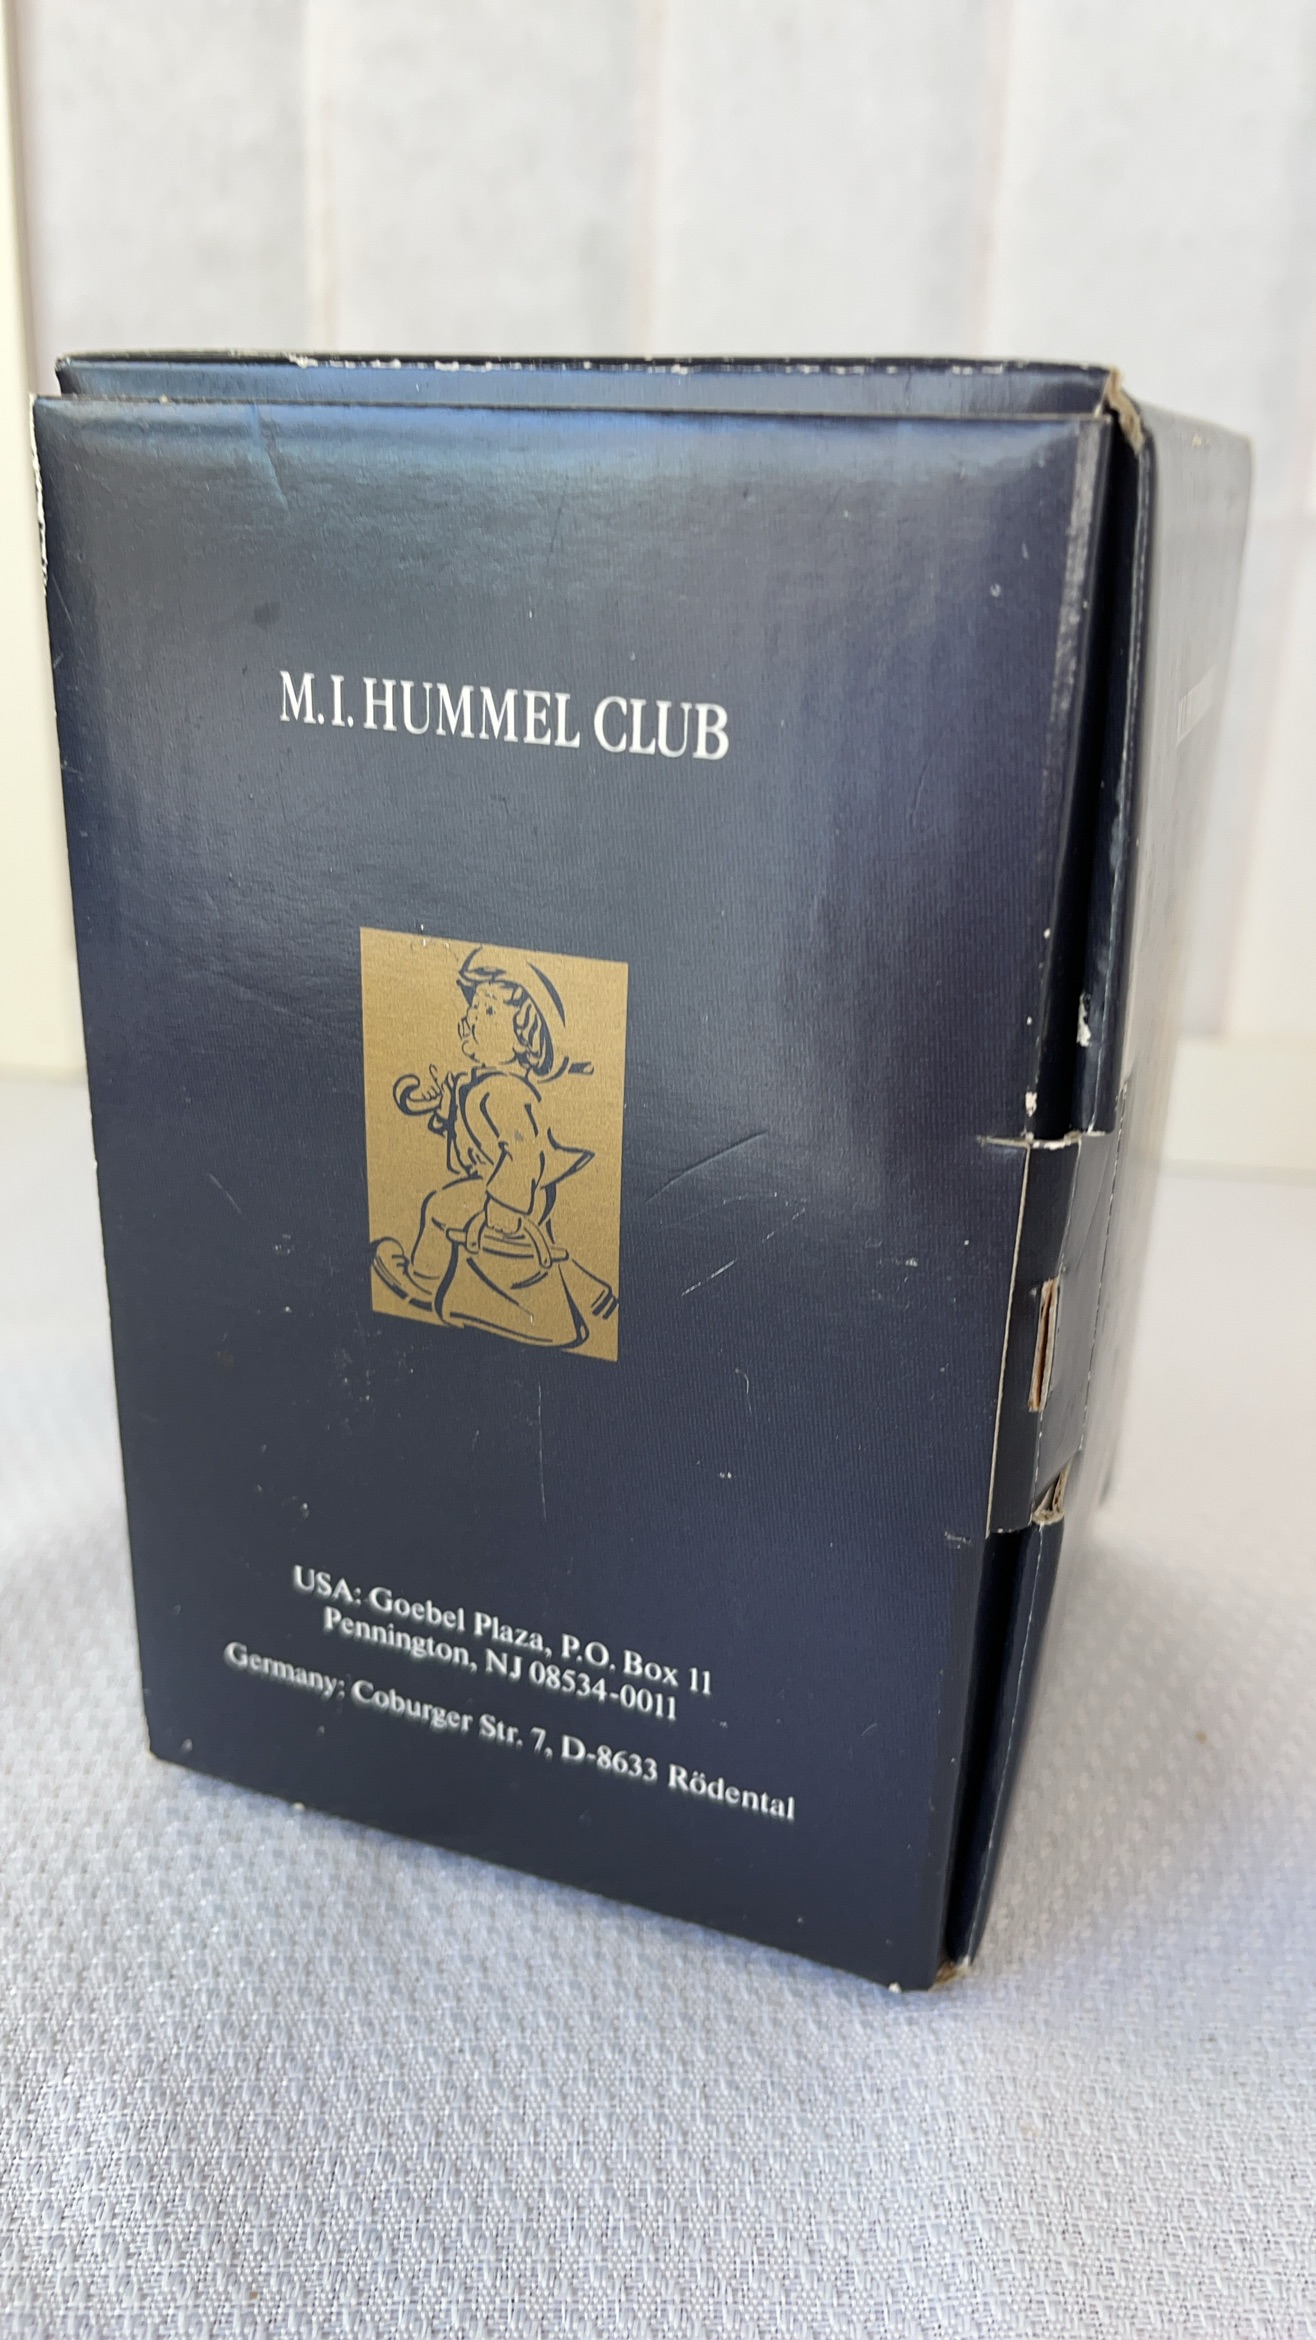 M.I. HUMMEL CLUB
USA: Goebel Plaza, P.O. Box 11
Pennington, NJ 08534-0011
Germany: Coburger Str. 7, D-8633 Rödental